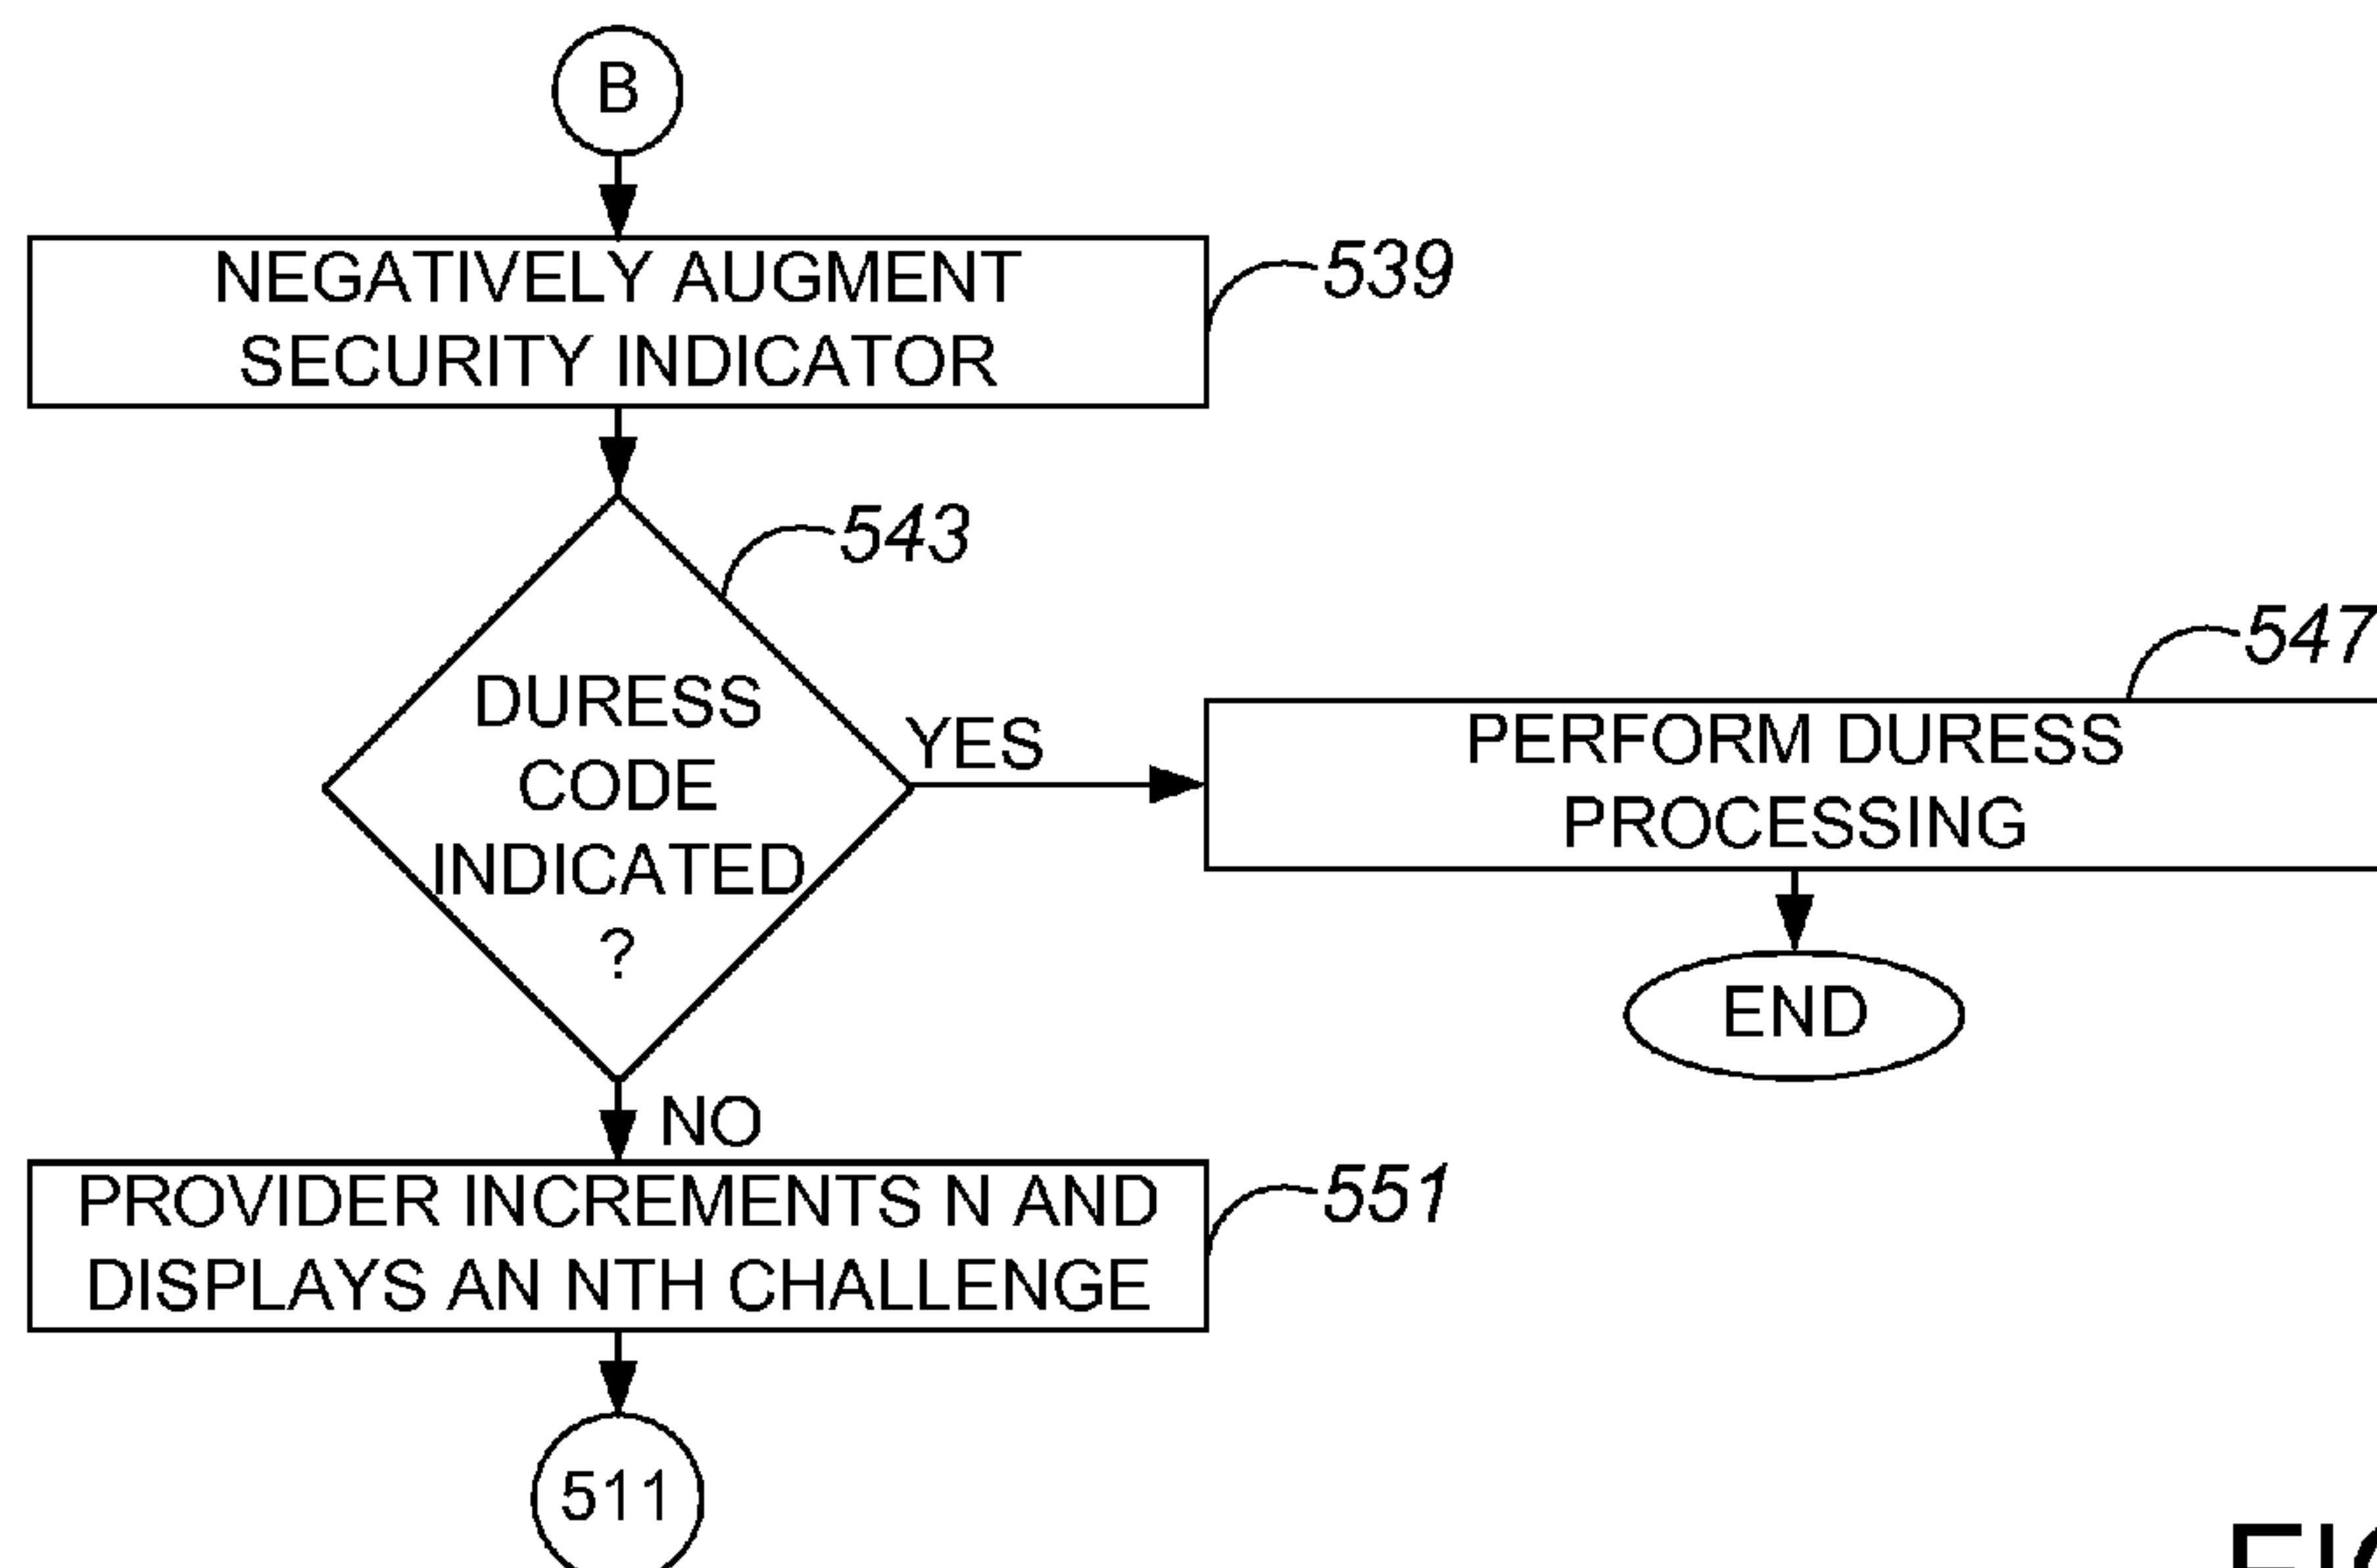 B
NEGATIVELY AUGMENT
SECURITY INDICATOR
539
543
DURESS
CODE
INDICATED
?
YES
547
PERFORM DURESS
PROCESSING
END
NO
PROVIDER INCREMENTS N AND
DISPLAYS AN NTH CHALLENGE
551
511